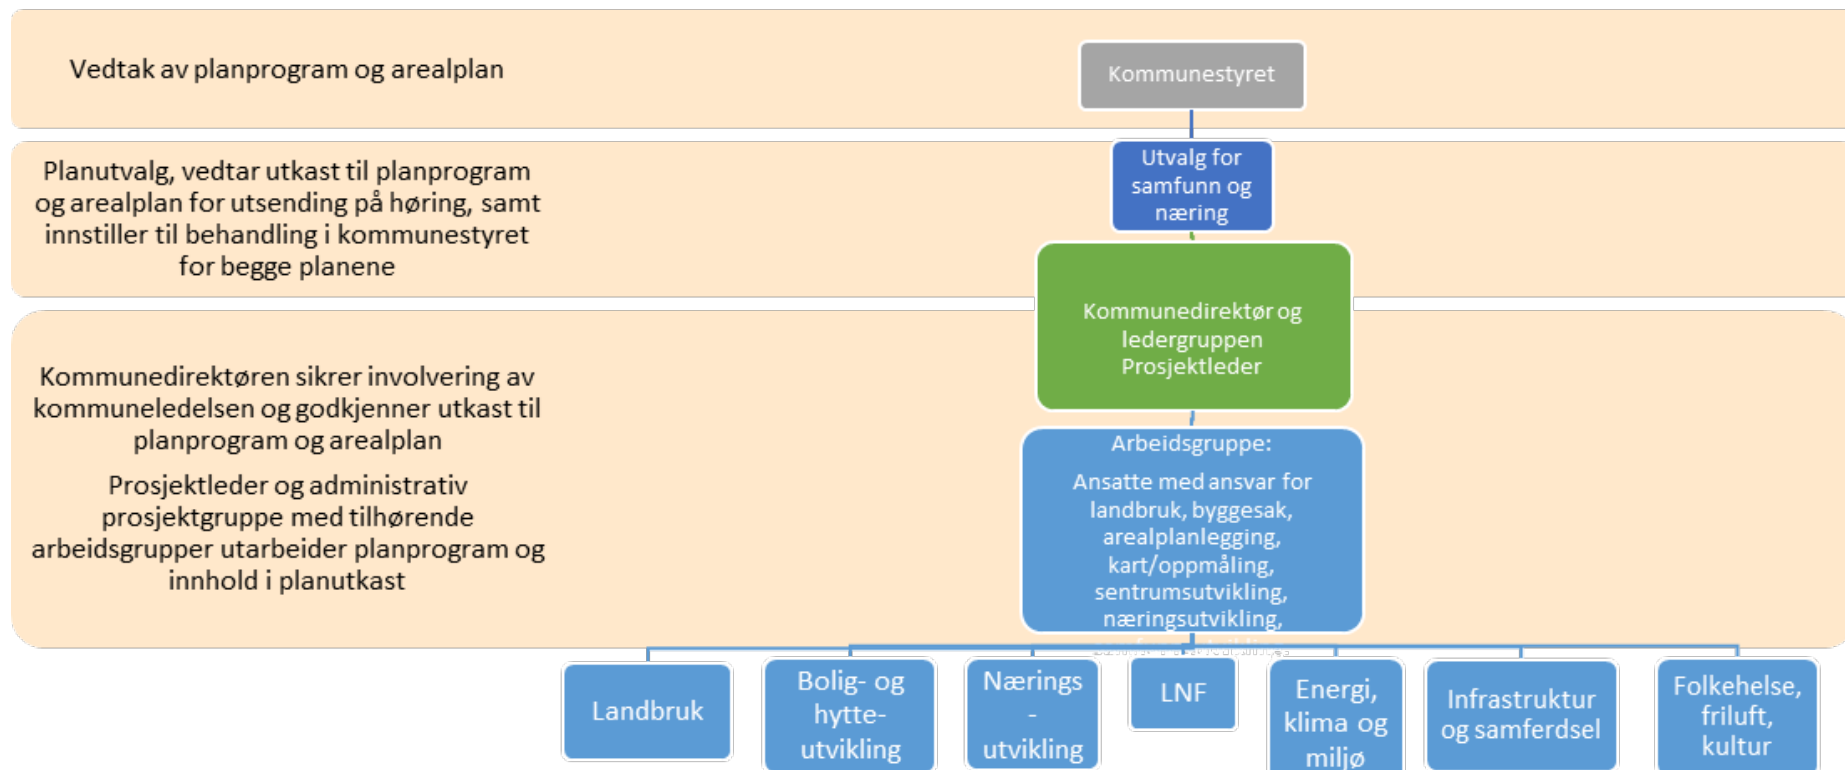 Vedtak av planprogram og arealplan
Kommunestyret
Planutvalg, vedtar utkast til planprogram
og arealplan for utsending på høring, samt
innstiller til behandling i kommunestyret
for begge planene
Utvalg for
samfunn og
næring
Kommunedirektøren sikrer involvering av
kommuneledelsen og godkjenner utkast til
planprogram og arealplan
Prosjektleder og administrativ
prosjektgruppe med tilhørende
arbeidsgrupper utarbeider planprogram og
innhold i planutkast
Kommunedirektør og
ledergruppen
Prosjektleder
Arbeidsgruppe:
Ansatte med ansvar for
landbruk, byggesak,
arealplanlegging,
kart/oppmåling,
sentrumsutvikling,
næringsutvikling,
Landbruk
Bolig- og
hytte-
utvikling
Nærings
-
utvikling
LNF
Energi,
klima og
miljø
Infrastruktur
og samferdsel
Folkehelse,
friluft,
kultur